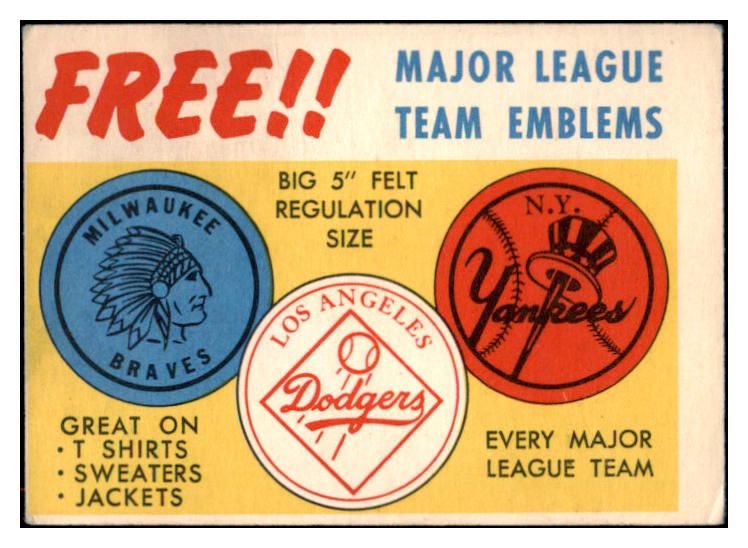 FREE!!
MAJOR LEAGUE
TEAM EMBLEMS
BIG 5" FELT
REGULATION
SIZE
MILWAUKEE
BRAVES
N.Y.
Yankees
LOS ANGELES
Dodgers
GREAT ON
• T SHIRTS
• SWEATERS
• JACKETS
EVERY MAJOR
LEAGUE TEAM